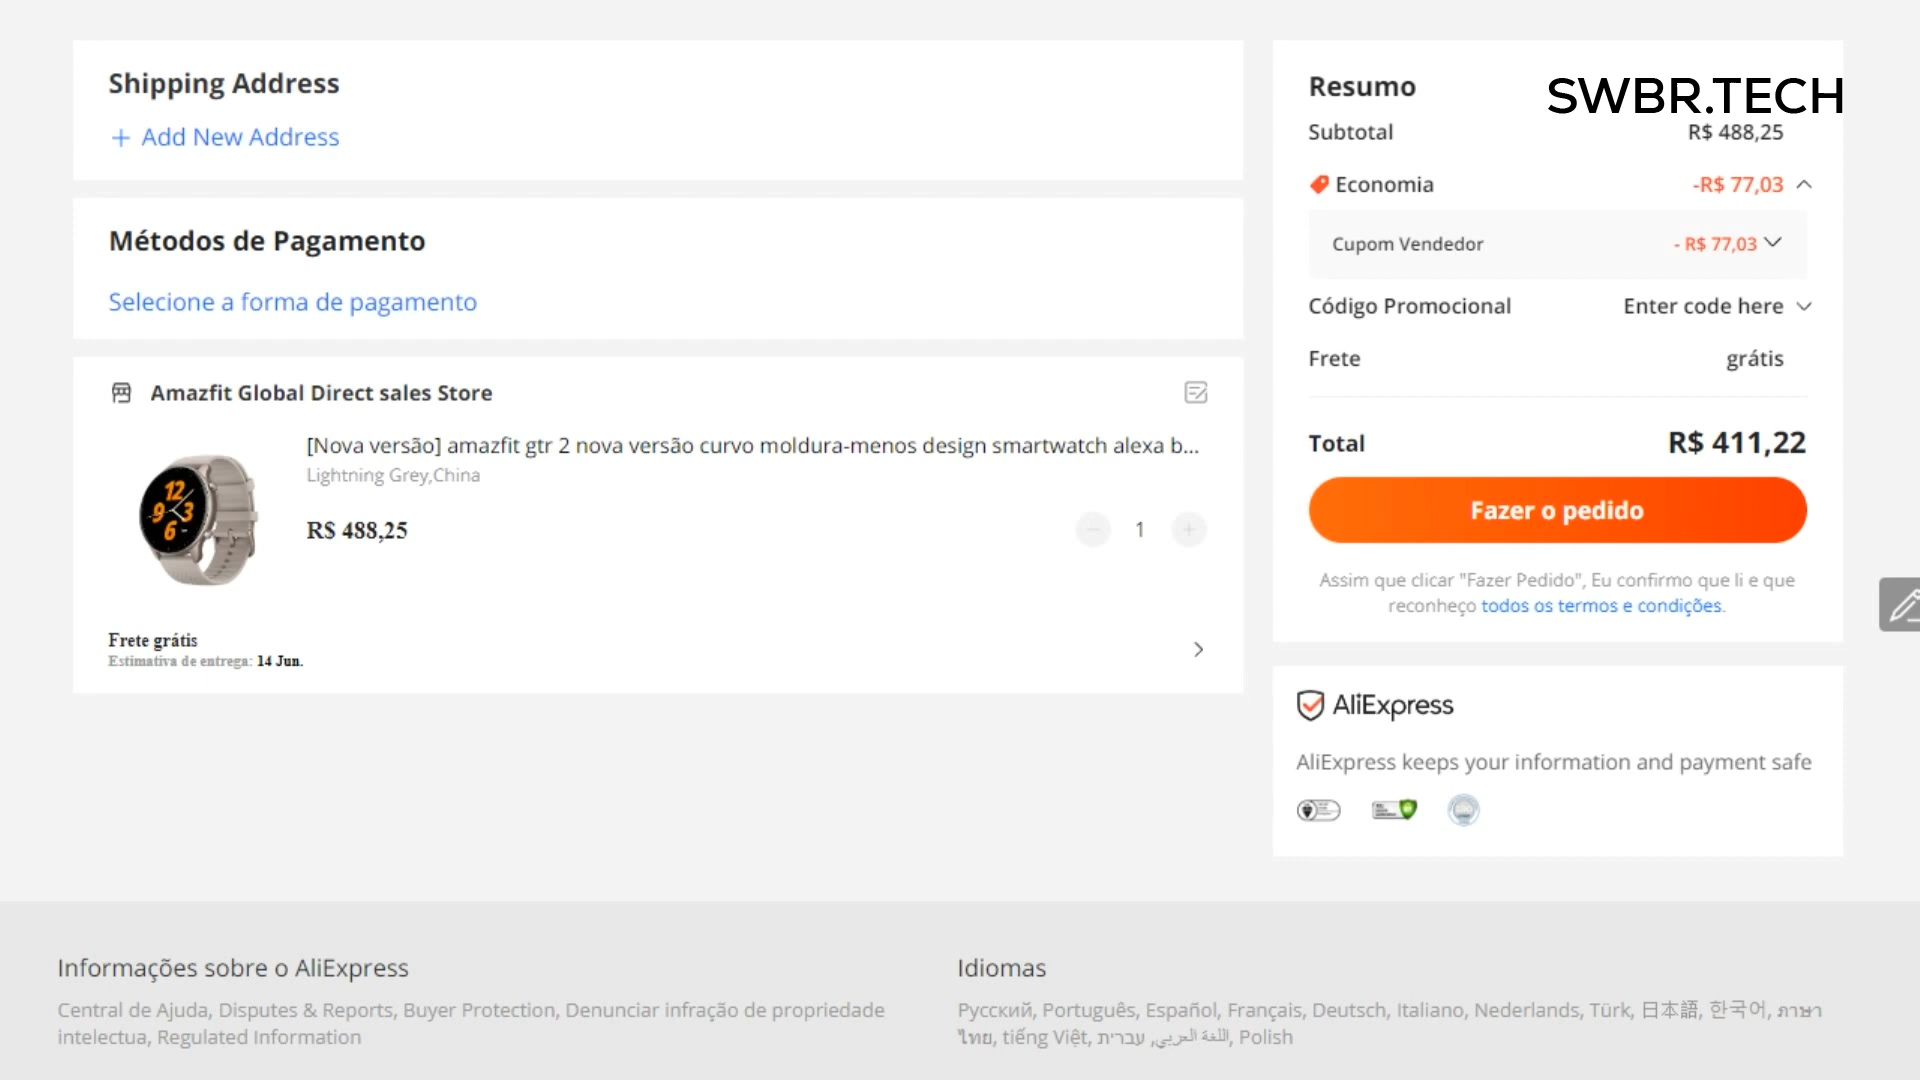 Shipping Address
+ Add New Address
Métodos de Pagamento
Selecione a forma de pagamento
Amazfit Global Direct sales Store
[Nova versão] amazfit gtr 2 nova versão curvo moldura-menos design smartwatch alexa b...
Lightning Grey,China
R$ 488,25
1
12
9 3
6
Frete grátis
Estimativa de entrega: 14 Jun.
SWBR.TECH
Resumo
Subtotal R$ 488,25
Economia -R$ 77,03
Cupom Vendedor - R$ 77,03
Código Promocional Enter code here
Frete grátis
Total R$ 411,22
Fazer o pedido
Assim que clicar "Fazer Pedido", Eu confirmo que li e que
reconheço todos os termos e condições.
AliExpress
AliExpress keeps your information and payment safe
Informações sobre o AliExpress
Central de Ajuda, Disputes & Reports, Buyer Protection, Denunciar infração de propriedade
intelectua, Regulated Information
Idiomas
Pусский, Português, Español, Français, Deutsch, Italiano, Nederlands, Türk, 日本語, 한국어, ภาษา
ไทย, tiếng Việt, اللغة العربي, עברית, Polish